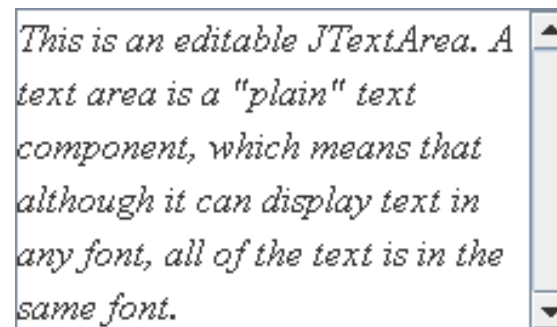 This is an editable JTextArea. A
text area is a "plain" text
component, which means that
although it can display text in
any font, all of the text is in the
same font.